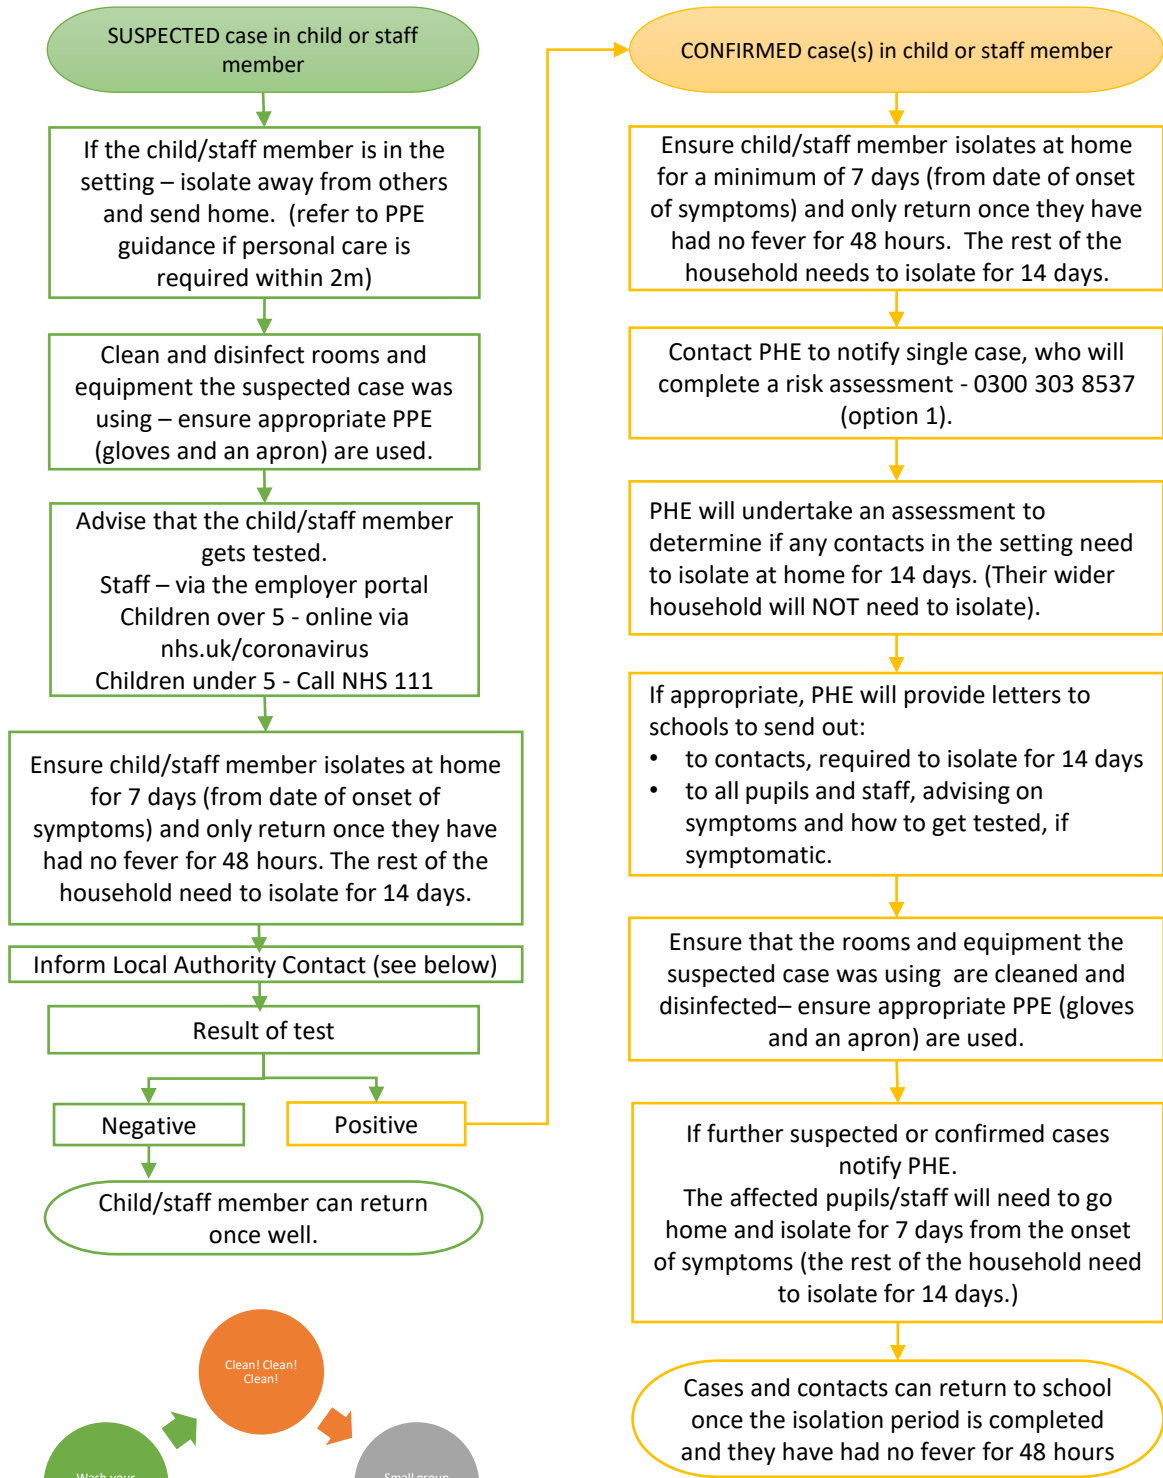 SUSPECTED case in child or staff
member
If the child/staff member is in the
setting – isolate away from others
and send home.  (refer to PPE
guidance if personal care is
required within 2m)
Clean and disinfect rooms and
equipment the suspected case was
using – ensure appropriate PPE
(gloves and an apron) are used.
Advise that the child/staff member
gets tested.
Staff – via the employer portal
Children over 5 - online via
nhs.uk/coronavirus
Children under 5 - Call NHS 111
Ensure child/staff member isolates at home
for 7 days (from date of onset of
symptoms) and only return once they have
had no fever for 48 hours. The rest of the
household need to isolate for 14 days.
Inform Local Authority Contact (see below)
Result of test
Negative
Positive
Child/staff member can return
once well.
CONFIRMED case(s) in child or staff member
Ensure child/staff member isolates at home
for a minimum of 7 days (from date of onset
of symptoms) and only return once they have
had no fever for 48 hours.  The rest of the
household needs to isolate for 14 days.
Contact PHE to notify single case, who will
complete a risk assessment - 0300 303 8537
(option 1).
PHE will undertake an assessment to
determine if any contacts in the setting need
to isolate at home for 14 days. (Their wider
household will NOT need to isolate).
If appropriate, PHE will provide letters to
schools to send out:
• to contacts, required to isolate for 14 days
• to all pupils and staff, advising on
symptoms and how to get tested, if
symptomatic.
Ensure that the rooms and equipment the
suspected case was using  are cleaned and
disinfected– ensure appropriate PPE (gloves
and an apron) are used.
If further suspected or confirmed cases
notify PHE.
The affected pupils/staff will need to go
home and isolate for 7 days from the onset
of symptoms (the rest of the household need
to isolate for 14 days.)
Cases and contacts can return to school
once the isolation period is completed
and they have had no fever for 48 hours
Clean! Clean!
Clean!
Wash your
Small group